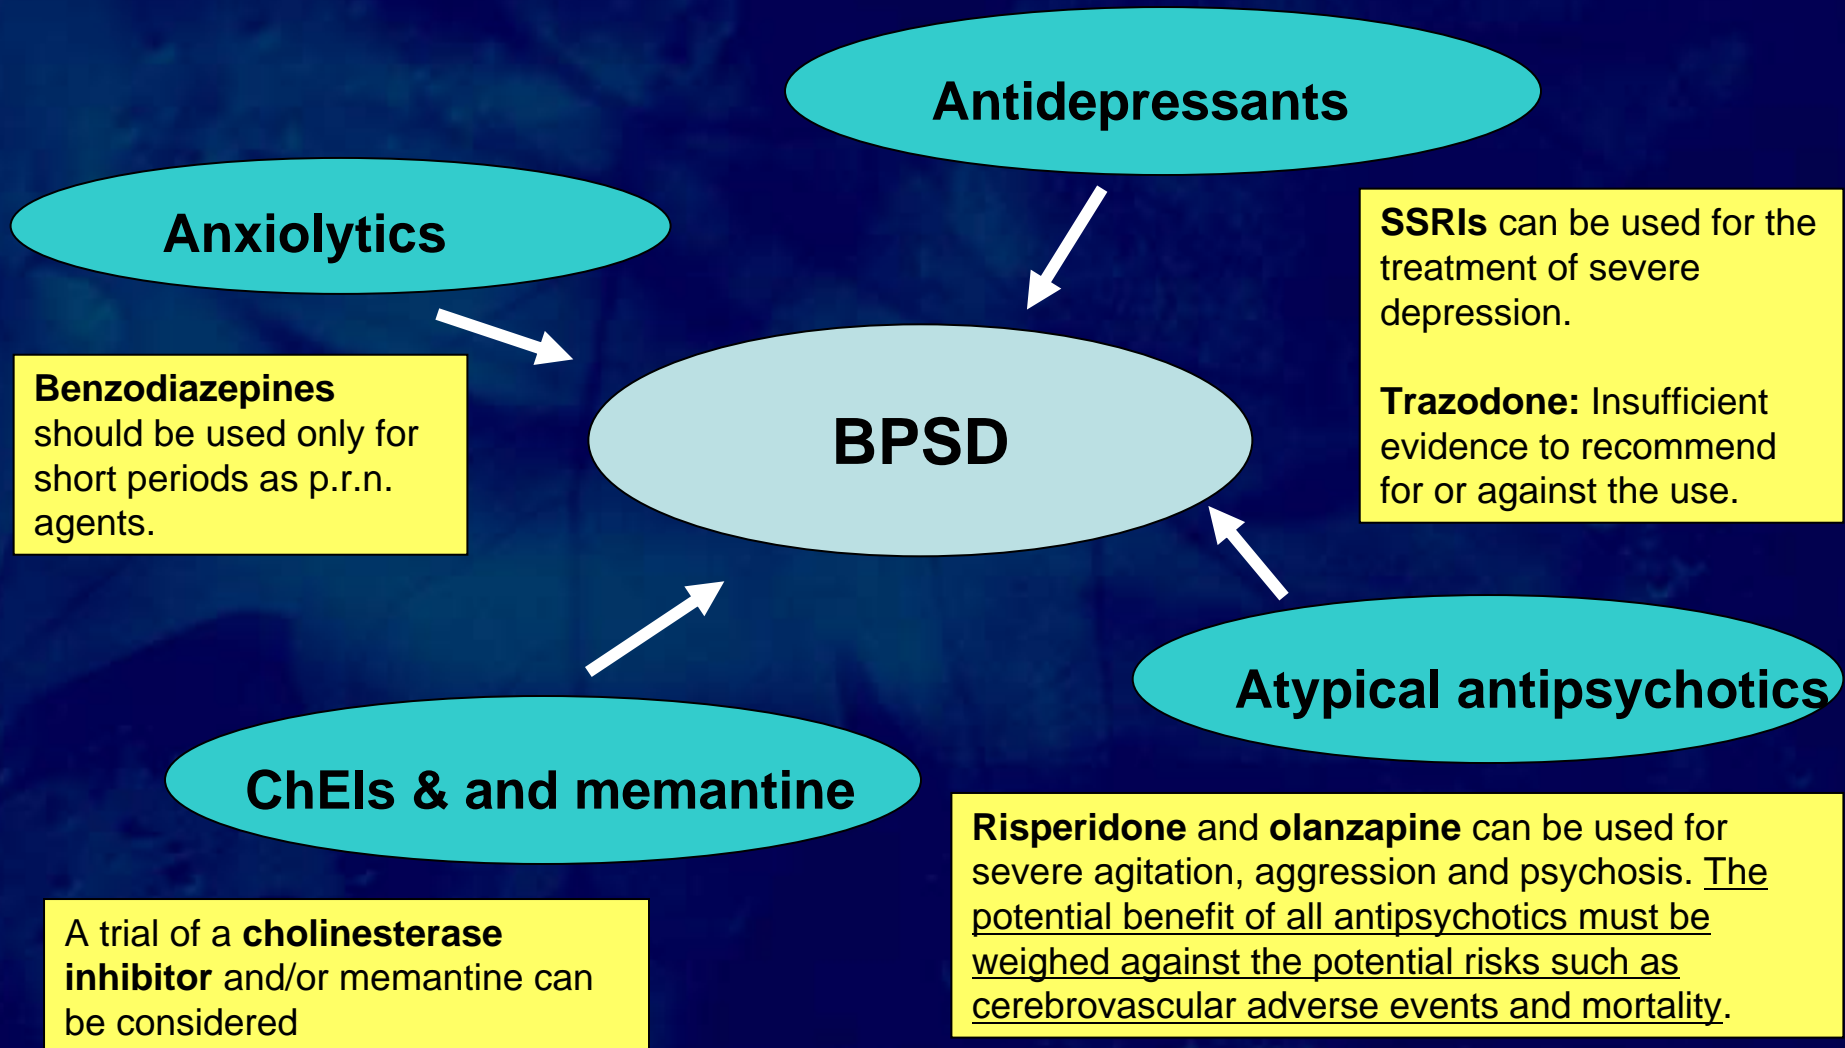 Antidepressants
Anxiolytics
SSRIs can be used for the
treatment of severe
depression.
Trazodone: Insufficient
evidence to recommend
for or against the use.
Benzodiazepines
should be used only for
short periods as p.r.n.
agents.
BPSD
Atypical antipsychotics
ChEIs & and memantine
Risperidone and olanzapine can be used for
severe agitation, aggression and psychosis. The
potential benefit of all antipsychotics must be
weighed against the potential risks such as
cerebrovascular adverse events and mortality.
A trial of a cholinesterase
inhibitor and/or memantine can
be considered